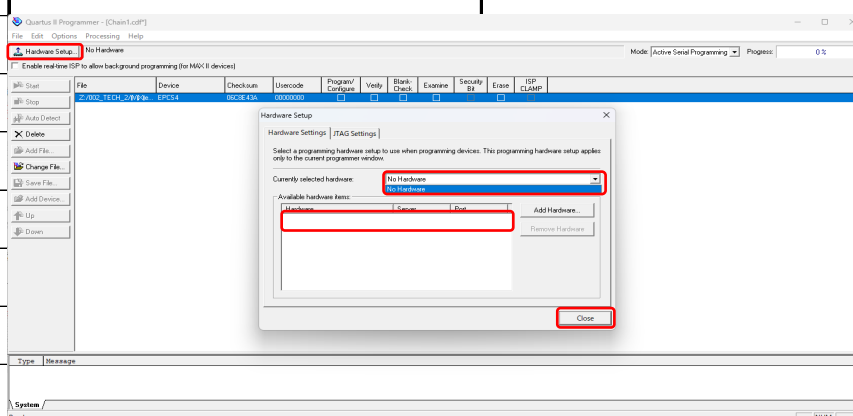 Quartus II Programmer - [Chain1.cdf*]
File Edit Options Processing Help
Hardware Setup... No Hardware Mode: Active Serial Programming Progress: 0 %
Enable real-time ISP to allow background programming (for MAX II devices)
Start
Stop
Auto Detect
Delete
Add File...
Change File...
Save File...
Add Device...
Up
Down
File Device Checksum Usercode Program/Configure Verify Blank-Check Examine Security Bit Erase ISP CLAMP
EPCS4 06C8E43A 00000000
Hardware Setup
Hardware Settings JTAG Settings
Select a programming hardware setup to use when programming devices. This programming hardware setup applies
only to the current programmer window.
Currently selected hardware: No Hardware
No Hardware
Available hardware items:
Hardware Server Port
Add Hardware...
Remove Hardware
Close
Type Message
System